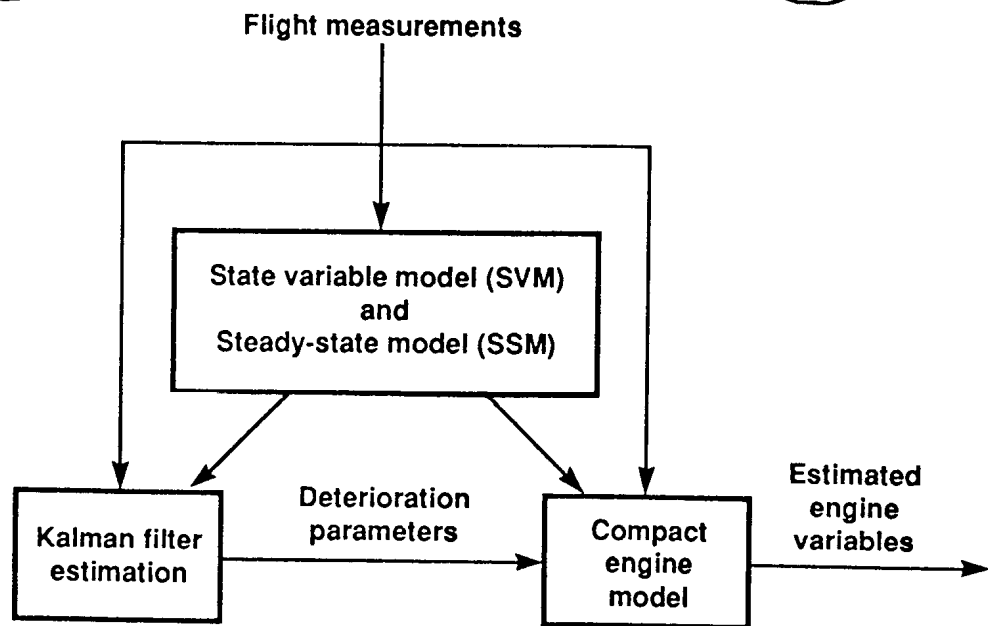 Flight measurements
State variable model (SVM)
and
Steady-state model (SSM)
Deterioration
parameters
Estimated
engine
variables
Kalman filter
estimation
Compact
engine
model